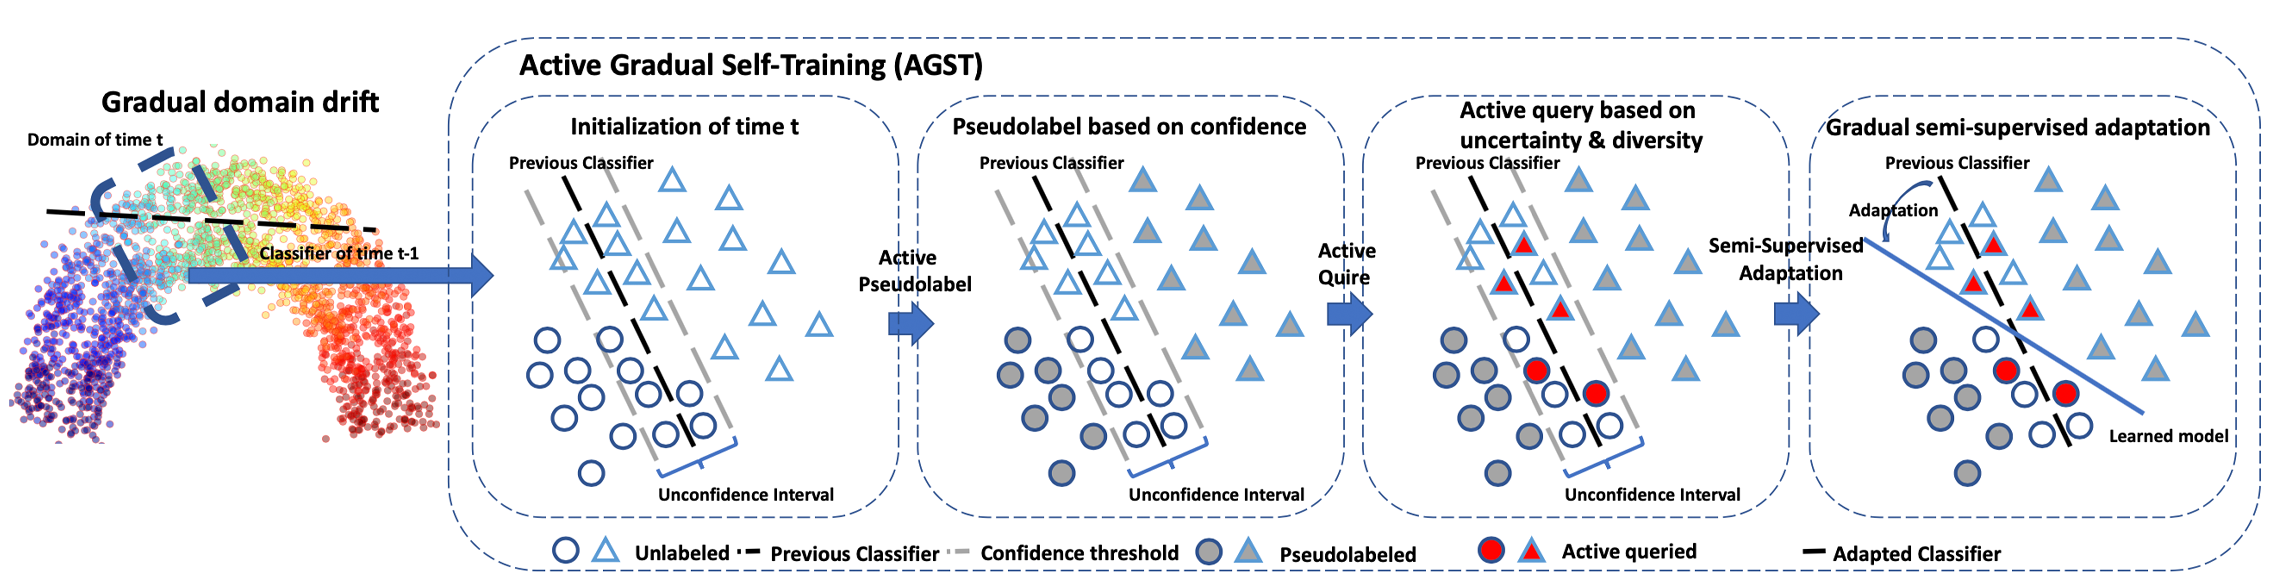 Active Gradual Self-Training (AGST)
Gradual domain drift
Domain of time t
Classifier of time t-1
Initialization of time t
Previous Classifier
Unconfidence Interval
Active
Pseudolabel
Pseudolabel based on confidence
Previous Classifier
Unconfidence Interval
Active
Quire
Active query based on
uncertainty & diversity
Previous Classifier
Unconfidence Interval
Semi-Supervised
Adaptation
Gradual semi-supervised adaptation
Previous Classifier
Adaptation
Learned model
Unlabeled
Previous Classifier
Confidence threshold
Pseudolabeled
Active queried
Adapted Classifier